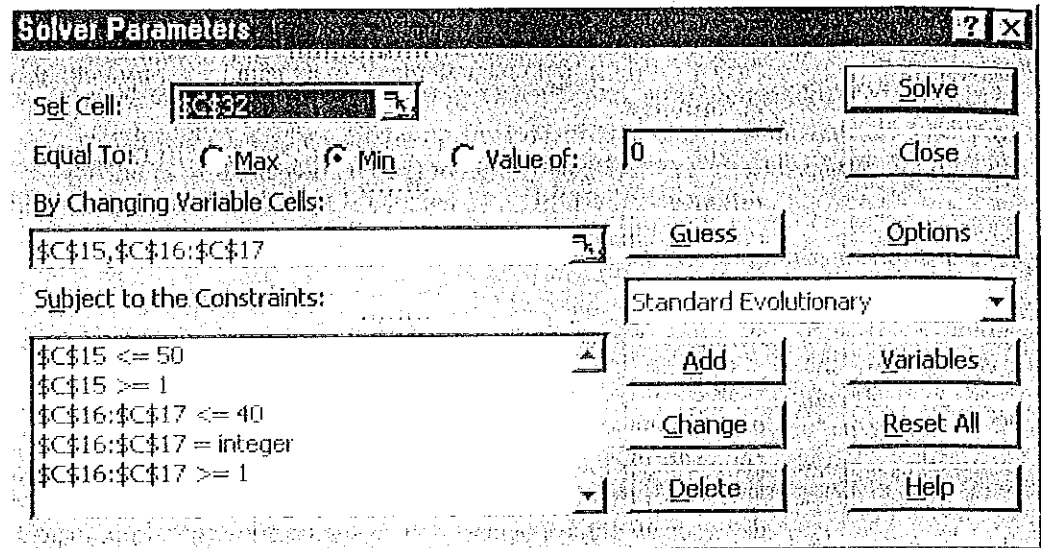 Solver Parameters
? X
Set Cell: $C$32
Solve
Equal To: Max Min Value of: 0
Close
By Changing Variable Cells:
$C$15,$C$16:$C$17
Guess
Options
Subject to the Constraints:
Standard Evolutionary
$C$15 <= 50
$C$15 >= 1
$C$16:$C$17 <= 40
$C$16:$C$17 = integer
$C$16:$C$17 >= 1
Add
Variables
Change
Reset All
Delete
Help